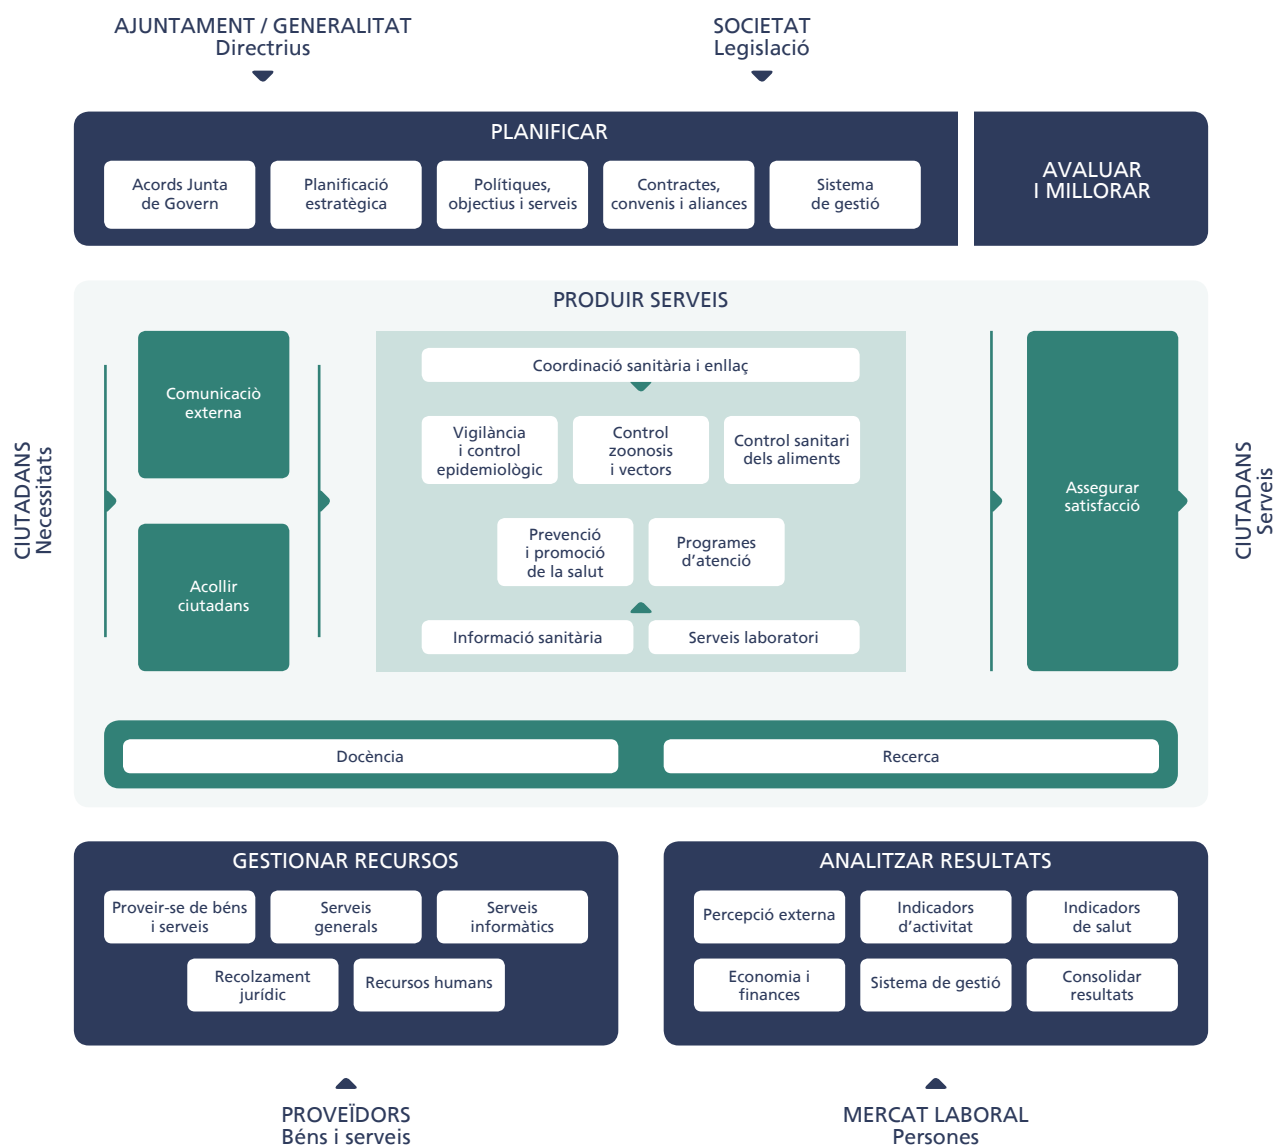 AJUNTAMENT / GENERALITAT
Directrius
SOCIETAT
Legislació
PLANIFICAR
Acords Junta
de Govern
Planificació
estratègica
Polítiques,
objectius i serveis
Contractes,
convenis i aliances
Sistema
de gestió
AVALUAR
I MILLORAR
PRODUIR SERVEIS
CIUTADANS
Necessitats
Comunicaciò
externa
Acollir
ciutadans
Coordinació sanitària i enllaç
Vigilància
i control
epidemiològic
Control
zoonosis
i vectors
Control sanitari
dels aliments
Prevenció
i promoció
de la salut
Programes
d'atenció
Informació sanitària
Serveis laboratori
Assegurar
satisfacció
CIUTADANS
Serveis
Docència
Recerca
GESTIONAR RECURSOS
Proveir-se de béns
i serveis
Serveis
generals
Serveis
informàtics
Recolzament
jurídic
Recursos humans
ANALITZAR RESULTATS
Percepció externa
Indicadors
d'activitat
Indicadors
de salut
Economia i
finances
Sistema de gestió
Consolidar
resultats
PROVEÏDORS
Béns i serveis
MERCAT LABORAL
Persones